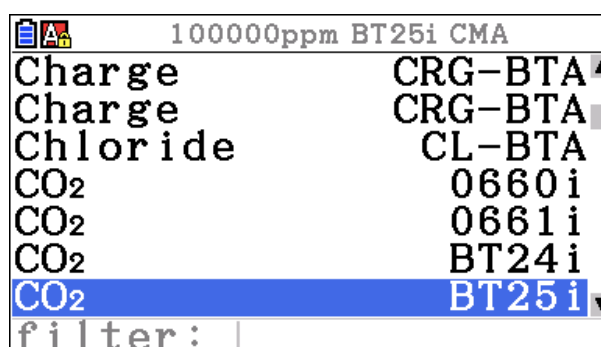 100000ppm BT25i CMA
Charge CRG-BTA
Charge CRG-BTA
Chloride CL-BTA
CO₂ 0660i
CO₂ 0661i
CO₂ BT24i
CO₂ BT25i
filter: